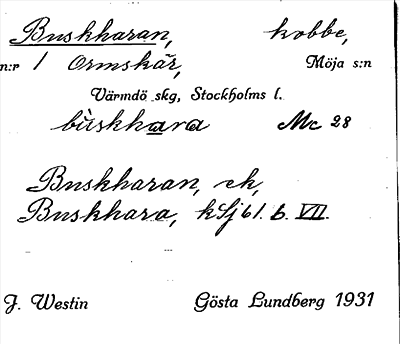 Buskharan, kobbe,
n:r 1 Ormskär, Möja s:n
Värmdö skg, Stockholms l.
bùskhara Mc 28
Buskharan, ek,
Buskhara, kSj 61. b. VII.
J. Westin Gösta Lundberg 1931